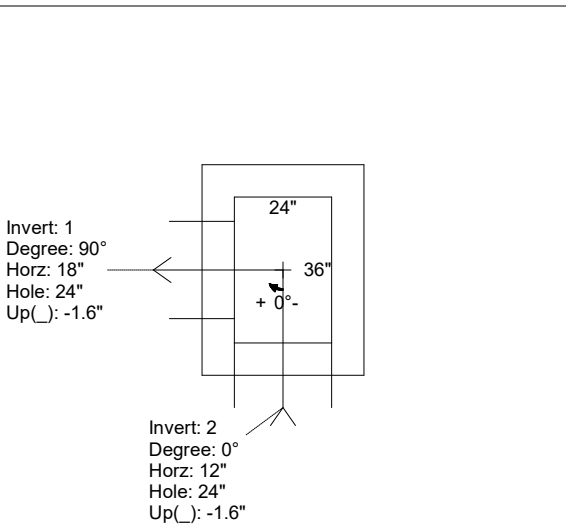 24"
Invert: 1
Degree: 90°
Horz: 18"
Hole: 24"
Up(_): -1.6"
36"
+ 0°-
Invert: 2
Degree: 0°
Horz: 12"
Hole: 24"
Up(_): -1.6"